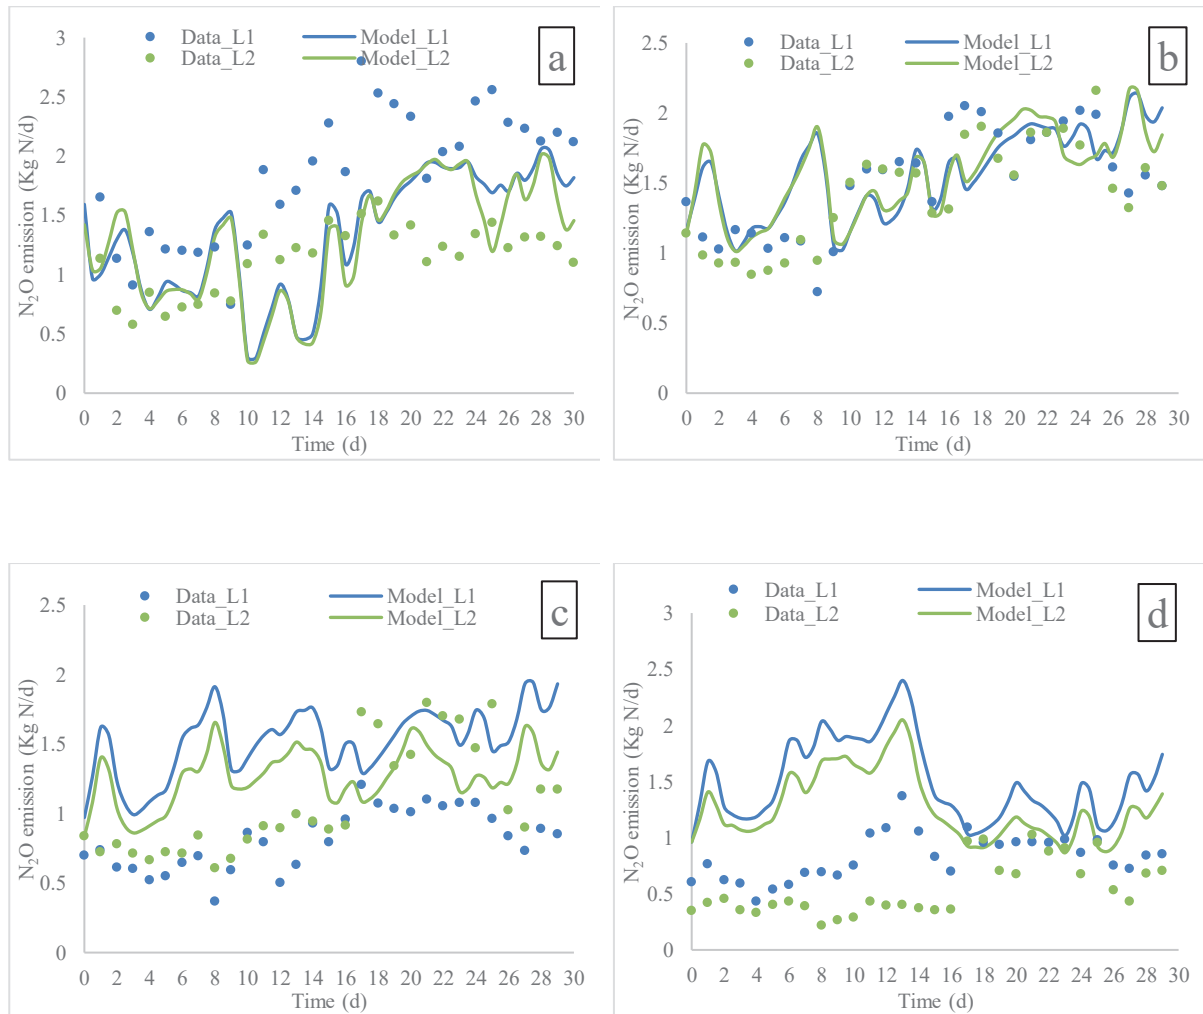 Data_L1 Model_L1
Data_L2 Model_L2
a
N₂O emission (Kg N/d)
3
2.5
2
1.5
1
0.5
0
0 2 4 6 8 10 12 14 16 18 20 22 24 26 28 30
Time (d)
Data_L1 Model_L1
Data_L2 Model_L2
b
N₂O emission (Kg N/d)
2.5
2
1.5
1
0.5
0
0 2 4 6 8 10 12 14 16 18 20 22 24 26 28 30
Time (d)
Data_L1 Model_L1
Data_L2 Model_L2
c
N₂O emission (Kg N/d)
2.5
2
1.5
1
0.5
0
0 2 4 6 8 10 12 14 16 18 20 22 24 26 28 30
Time (d)
Data_L1 Model_L1
Data_L2 Model_L2
d
N₂O emission (Kg N/d)
3
2.5
2
1.5
1
0.5
0
0 2 4 6 8 10 12 14 16 18 20 22 24 26 28 30
Time (d)